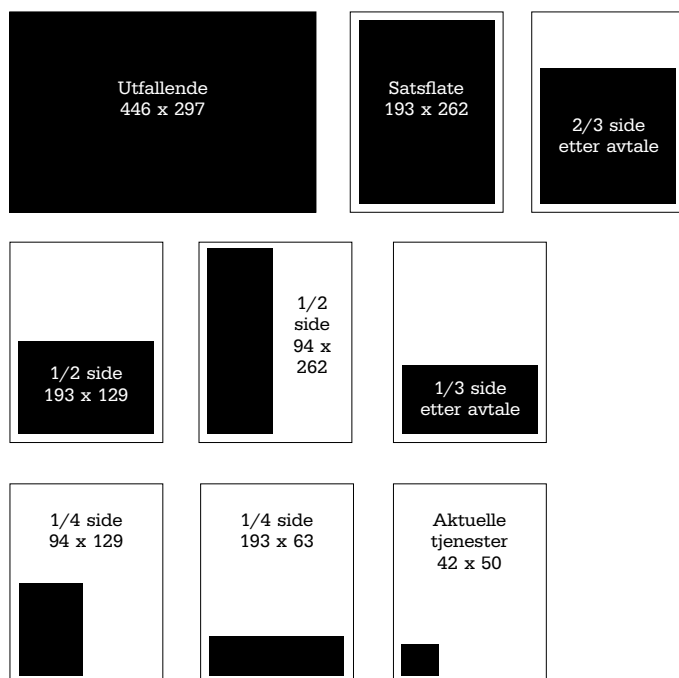 Utfallende
446 x 297
Satsflate
193 x 262
2/3 side
etter avtale
1/2 side
193 x 129
1/2
side
94 x
262
1/3 side
etter avtale
1/4 side
94 x 129
1/4 side
193 x 63
Aktuelle
tjenester
42 x 50